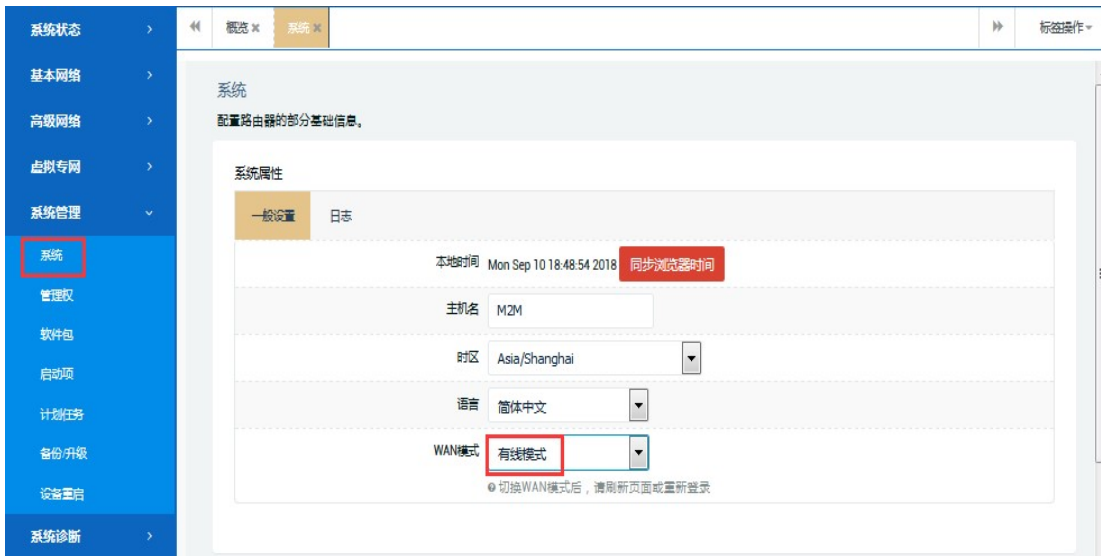 系统状态
基本网络
高级网络
虚拟专网
系统管理
系统
管理权
软件包
启动项
计划任务
备份/升级
设备重启
系统诊断
概览 系统 标签操作
系统
配置路由器的部分基础信息。
系统属性
一般设置 日志
本地时间 Mon Sep 10 18:48:54 2018 同步浏览器时间
主机名 M2M
时区 Asia/Shanghai
语言 简体中文
WAN模式 有线模式
切换WAN模式后，请刷新页面或重新登录